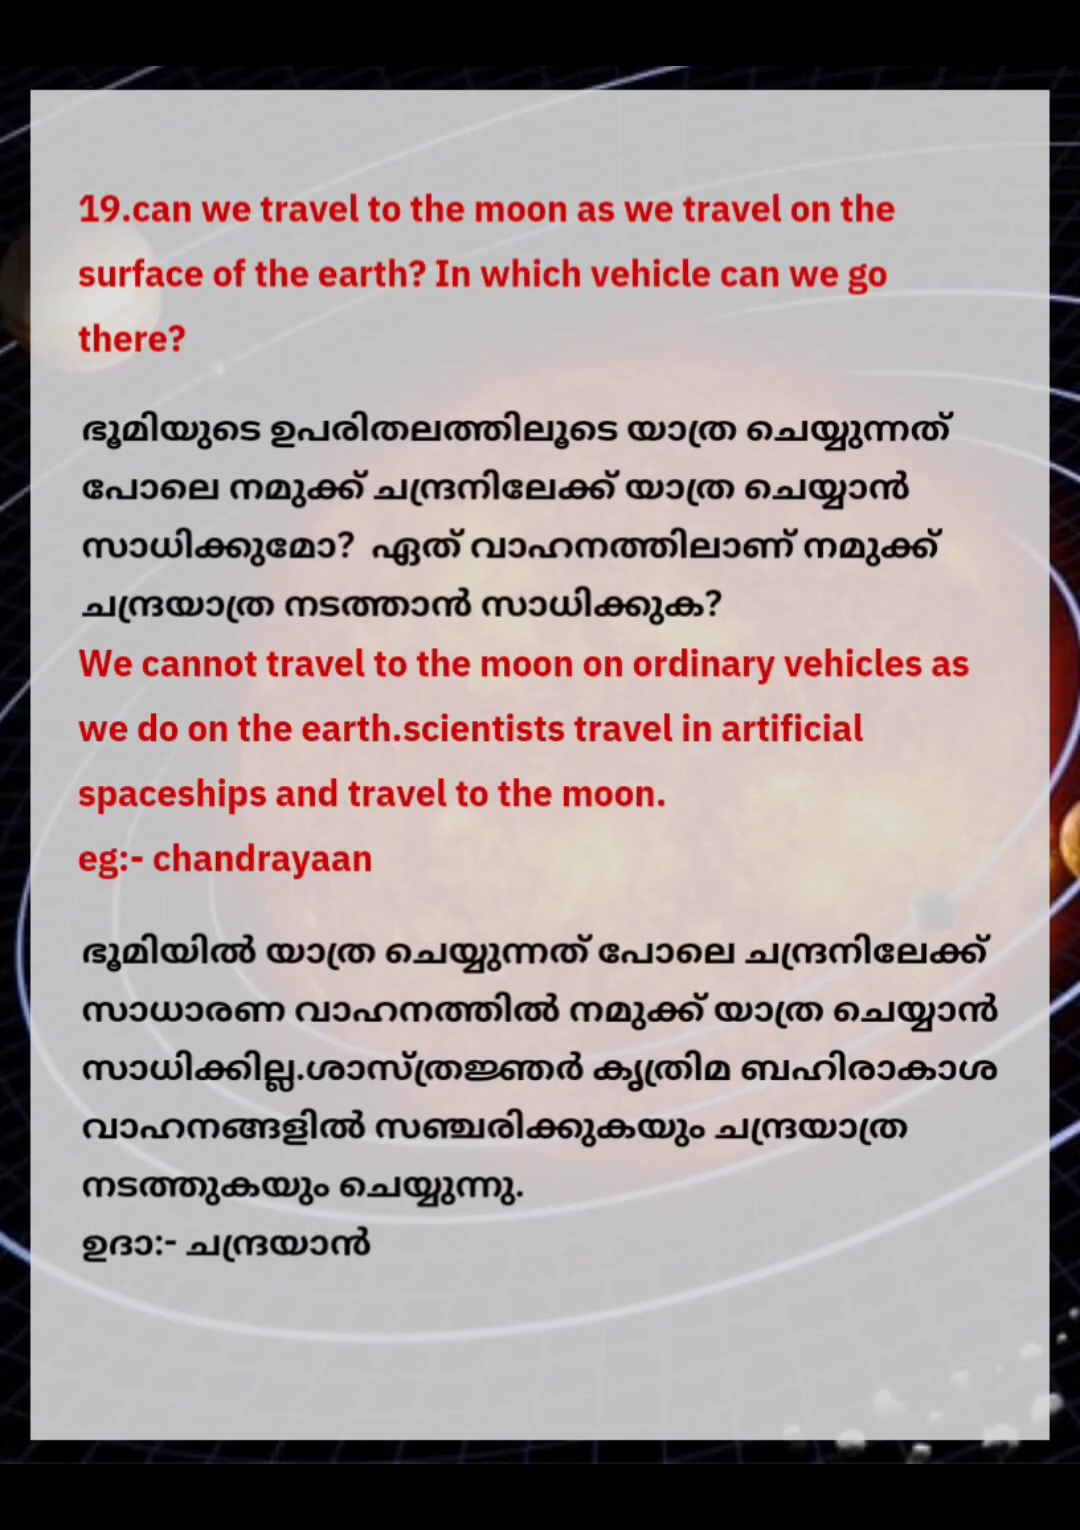 19.can we travel to the moon as we travel on the
surface of the earth? In which vehicle can we go
there?
ഭൂമിയുടെ ഉപരിതലത്തിലൂടെ യാത്ര ചെയ്യുന്നത്
പോലെ നമുക്ക് ചന്ദ്രനിലേക്ക് യാത്ര ചെയ്യാൻ
സാധിക്കുമോ? ഏത് വാഹനത്തിലാണ് നമുക്ക്
ചന്ദ്രയാത്ര നടത്താൻ സാധിക്കുക?
We cannot travel to the moon on ordinary vehicles as
we do on the earth.scientists travel in artificial
spaceships and travel to the moon.
eg:- chandrayaan
ഭൂമിയിൽ യാത്ര ചെയ്യുന്നത് പോലെ ചന്ദ്രനിലേക്ക്
സാധാരണ വാഹനത്തിൽ നമുക്ക് യാത്ര ചെയ്യാൻ
സാധിക്കില്ല.ശാസ്ത്രജ്ഞർ കൃത്രിമ ബഹിരാകാശ
വാഹനങ്ങളിൽ സഞ്ചരിക്കുകയും ചന്ദ്രയാത്ര
നടത്തുകയും ചെയ്യുന്നു.
ഉദാ:- ചന്ദ്രയാൻ